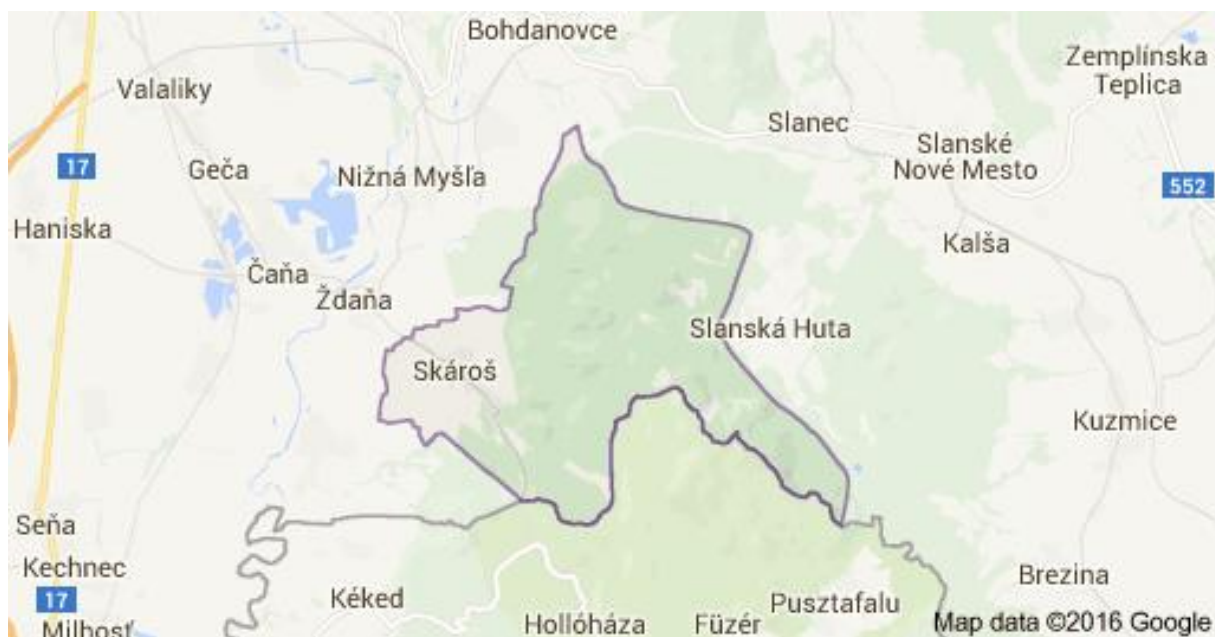 Bohdanovce
Zemplínska
Teplica
Valaliky
Slanec
Slanské
Nové Mesto
17
Geča
Nižná Myšľa
552
Haniska
Kalša
Čaňa
Ždaňa
Slanská Huta
Skároš
Kuzmice
Seňa
Kechnec
Brezina
17
Kéked
Pusztafalu
Hollóháza
Füzér
Milhosť
Map data ©2016 Google